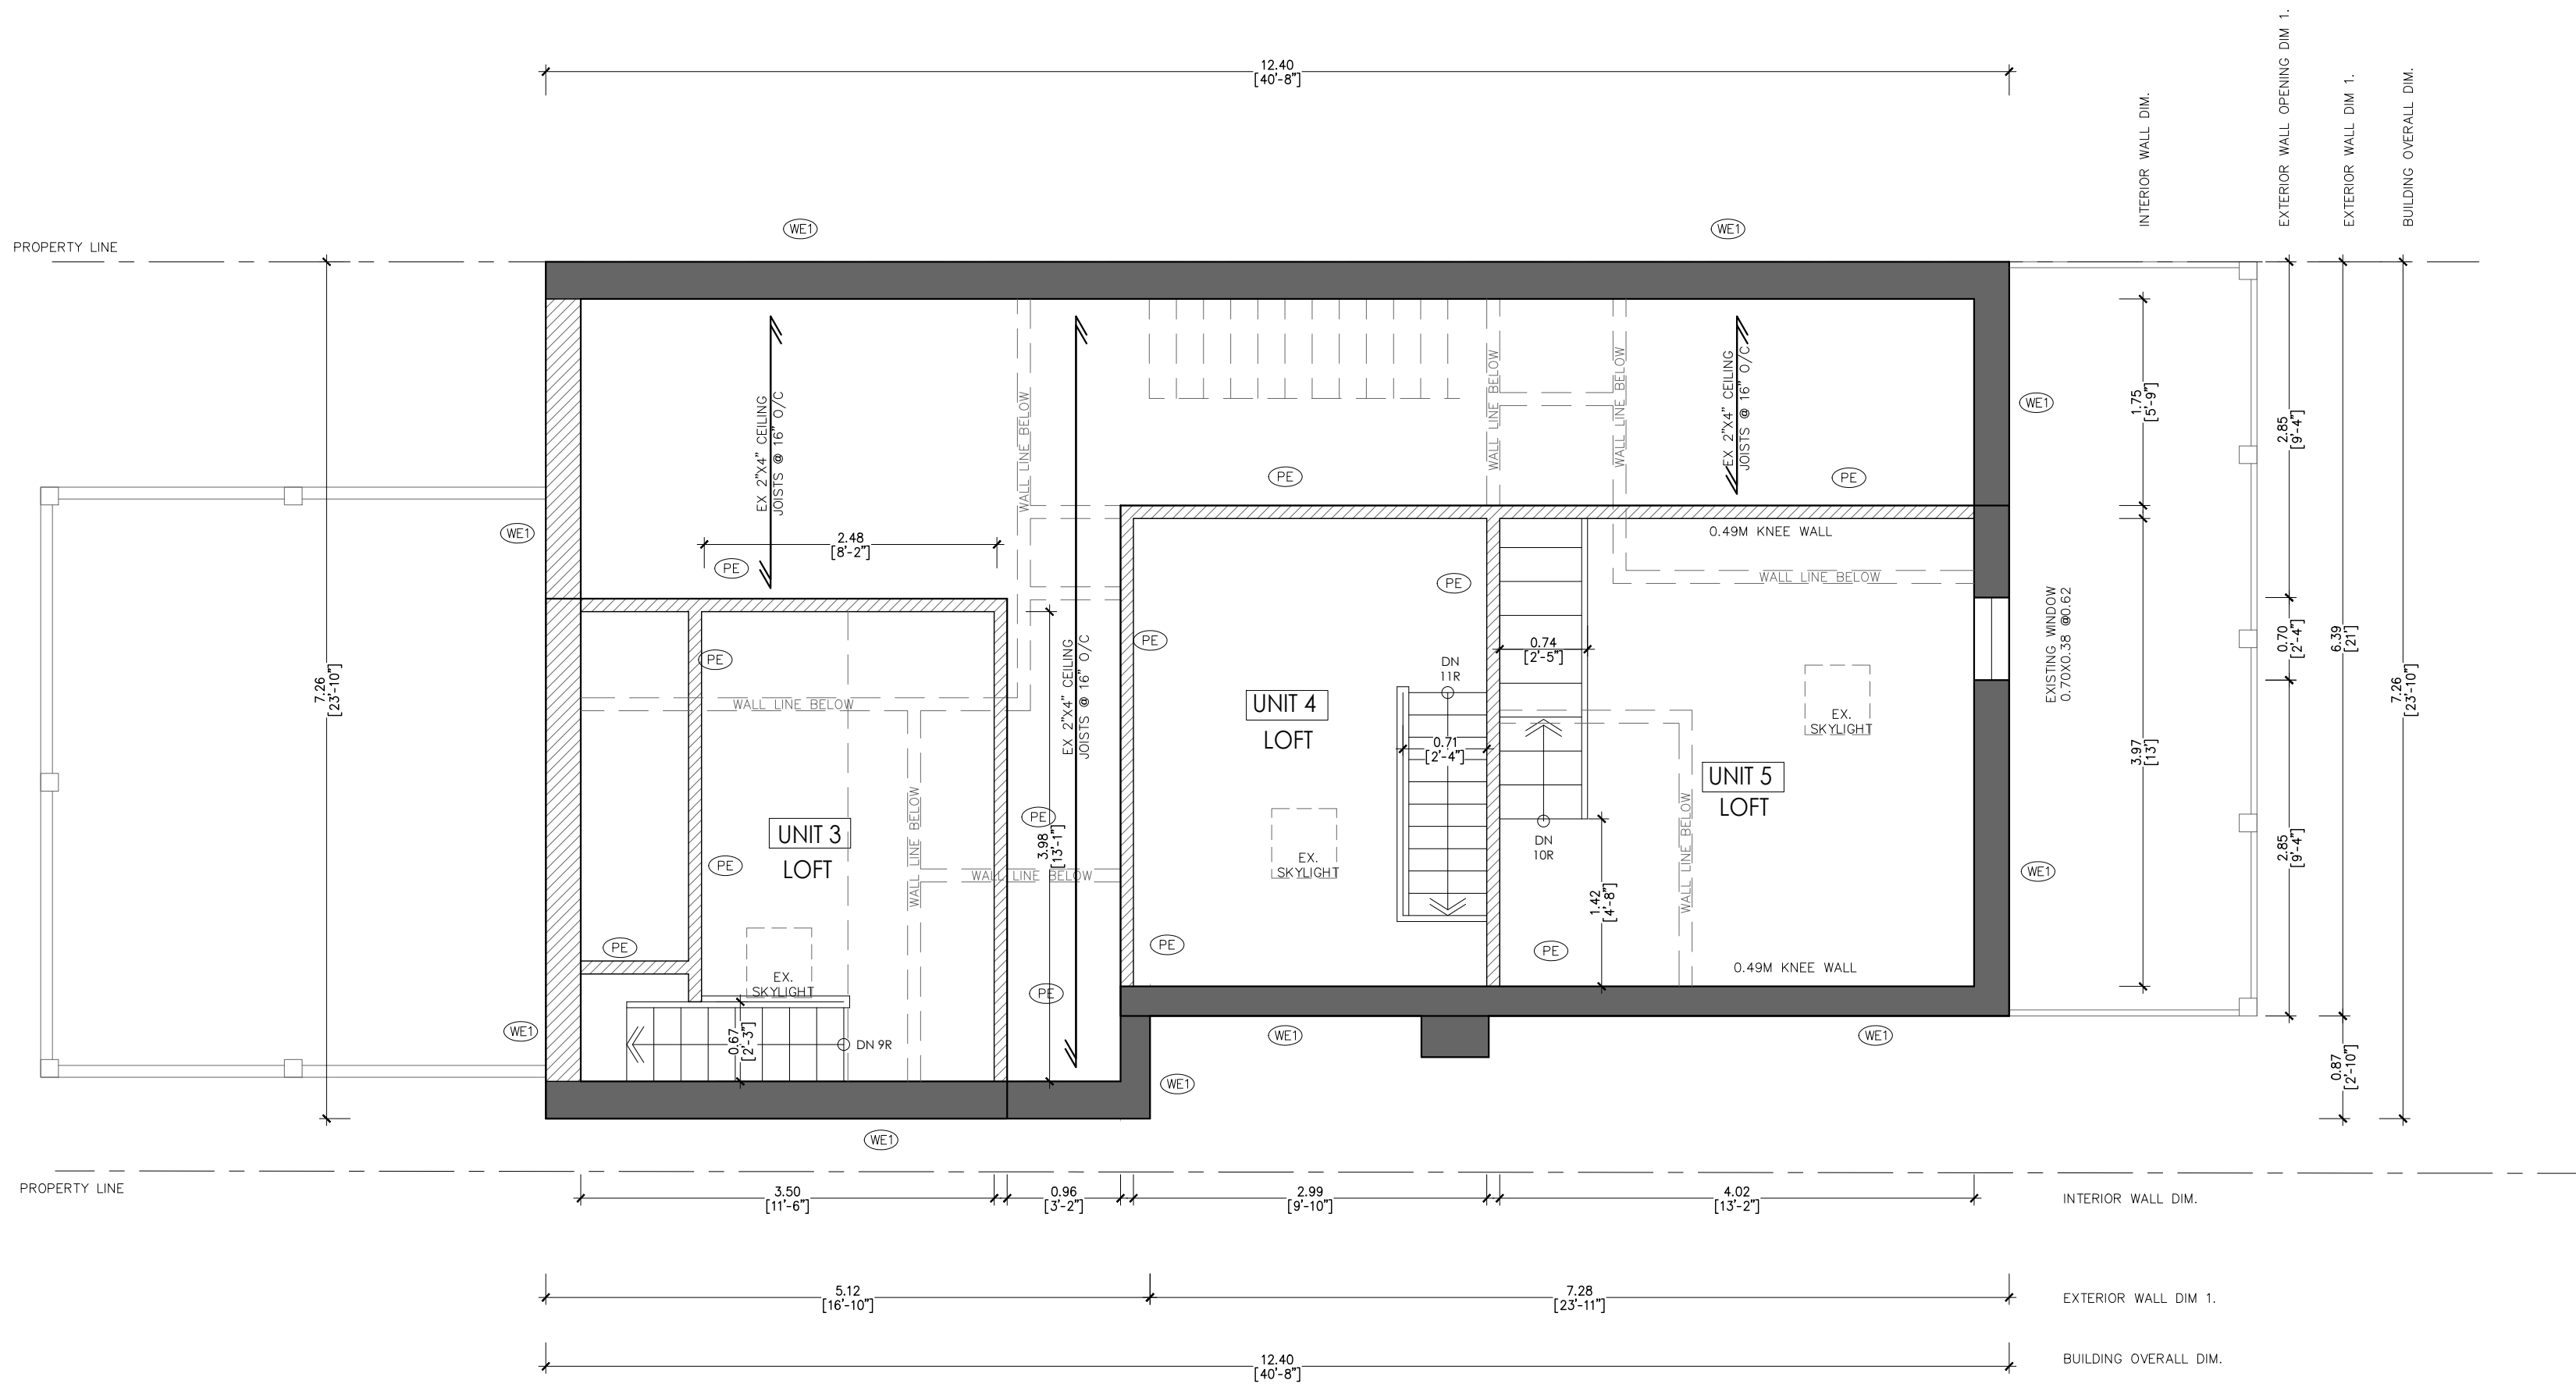 12.40
[40'-8"]
EXTERIOR WALL OPENING DIM 1.
EXTERIOR WALL DIM 1.
BUILDING OVERALL DIM.
INTERIOR WALL DIM.
WE1
WE1
PROPERTY LINE
EX 2"X4" CEILING
JOISTS @ 16" O/C
WALL LINE BELOW
WALL LINE BELOW
WALL LINE BELOW
EX 2"X4" CEILING
JOISTS @ 16" O/C
WE1
1.75
[5'-9"]
2.85
[9'-4"]
PE
PE
WE1
0.49M KNEE WALL
2.48
[8'-2"]
PE
PE
WALL LINE BELOW
EXISTING WINDOW
0.70X0.38 @0.62
0.70
[2'-4"]
6.39
[21']
PE
PE
0.74
[2'-5"]
7.26
[23'-10"]
DN
11R
WALL LINE BELOW
EX 2"X4" CEILING
JOISTS @ 16" O/C
UNIT 4
LOFT
0.71
[2'-4"]
EX.
SKYLIGHT
7.26
[23'-10"]
3.97
[13']
UNIT 5
LOFT
UNIT 3
LOFT
PE
3.98
[13'-1"]
DN
10R
WALL LINE BELOW
WALL LINE BELOW
2.85
[9'-4"]
PE
EX.
SKYLIGHT
WALL LINE BELOW
WE1
1.42
[4'-8"]
PE
PE
PE
0.49M KNEE WALL
EX.
SKYLIGHT
PE
WE1
0.67
[2'-3"]
DN 9R
WE1
WE1
0.87
[2'-10"]
WE1
WE1
PROPERTY LINE
3.50
[11'-6"]
0.96
[3'-2"]
2.99
[9'-10"]
4.02
[13'-2"]
INTERIOR WALL DIM.
5.12
[16'-10"]
7.28
[23'-11"]
EXTERIOR WALL DIM 1.
12.40
[40'-8"]
BUILDING OVERALL DIM.